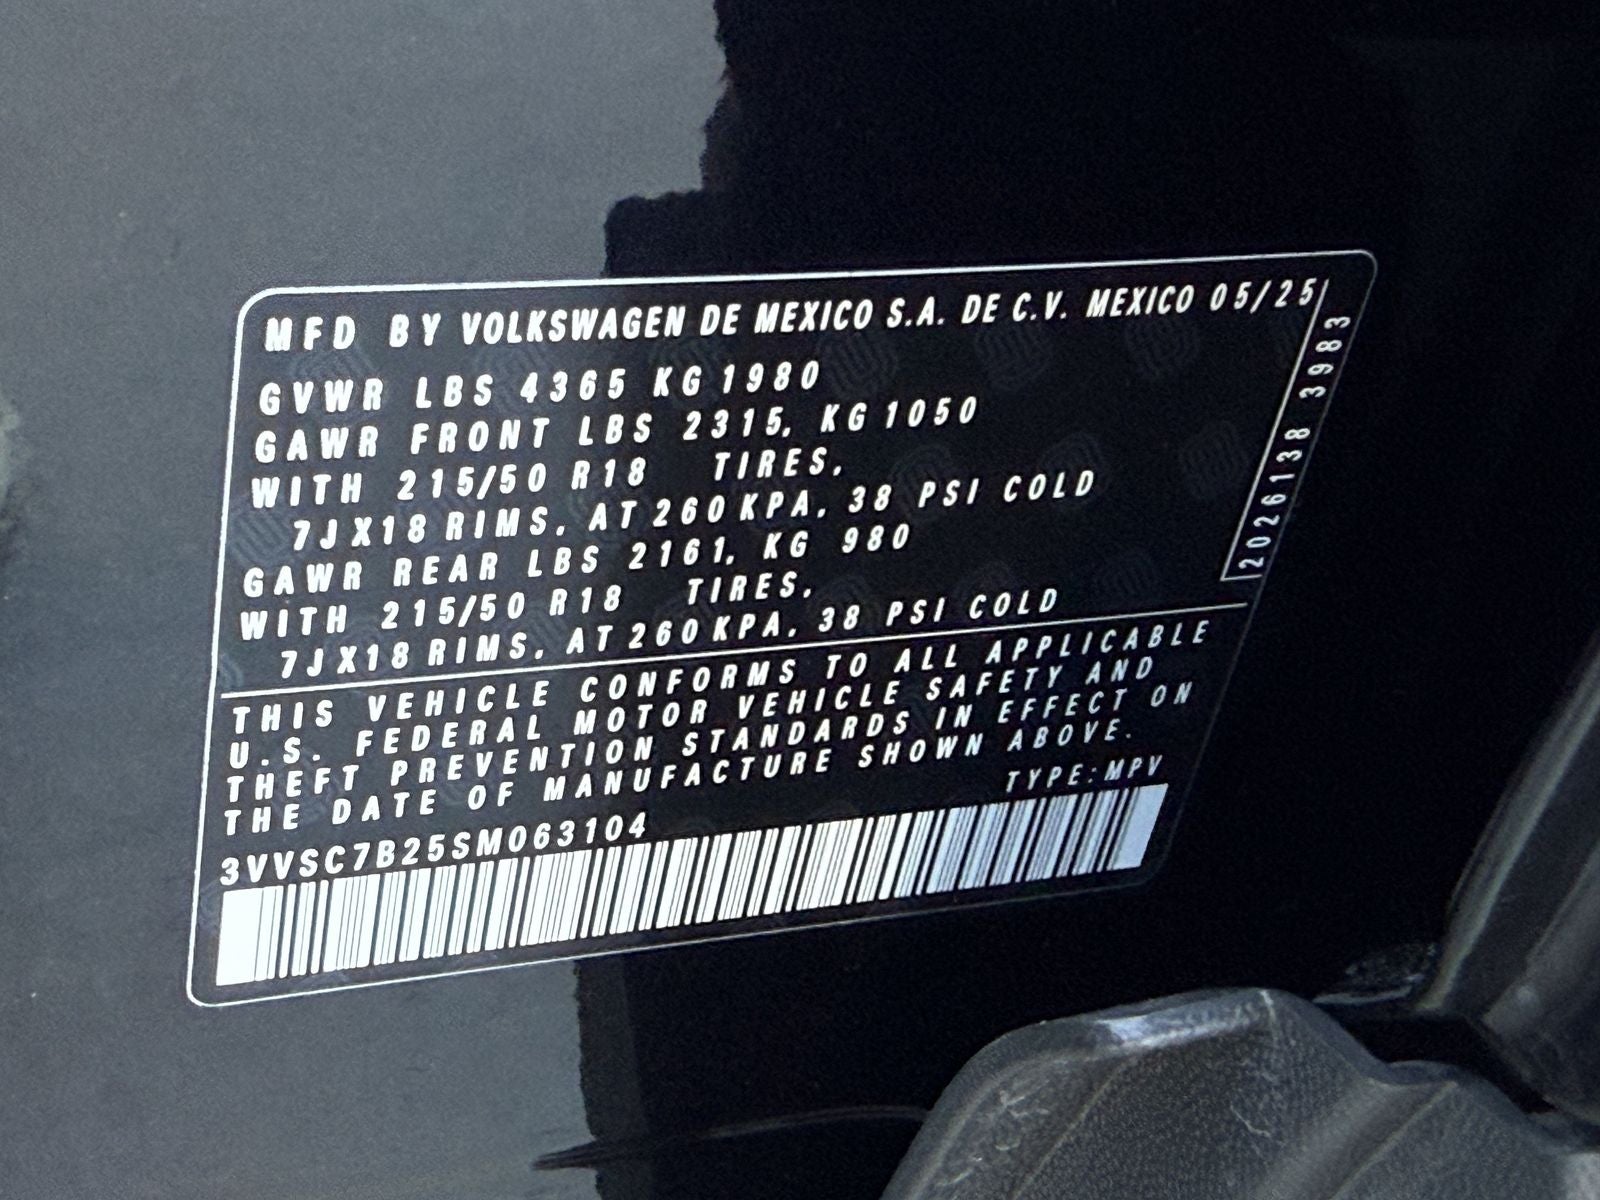 MFD BY VOLKSWAGEN DE MEXICO S.A. DE C.V. MEXICO 05/25
GVWR LBS 4365 KG 1980
GAWR FRONT LBS 2315, KG 1050
WITH 215/50 R18 TIRES,
7JX18 RIMS, AT 260KPA, 38 PSI COLD
GAWR REAR LBS 2161, KG 980
WITH 215/50 R18 TIRES,
7JX18 RIMS, AT 260KPA, 38 PSI COLD
2026138 3983
THIS VEHICLE CONFORMS TO ALL APPLICABLE
U.S. FEDERAL MOTOR VEHICLE SAFETY AND
THEFT PREVENTION STANDARDS IN EFFECT ON
THE DATE OF MANUFACTURE SHOWN ABOVE.
TYPE:MPV
3VVSC7B25SM063104